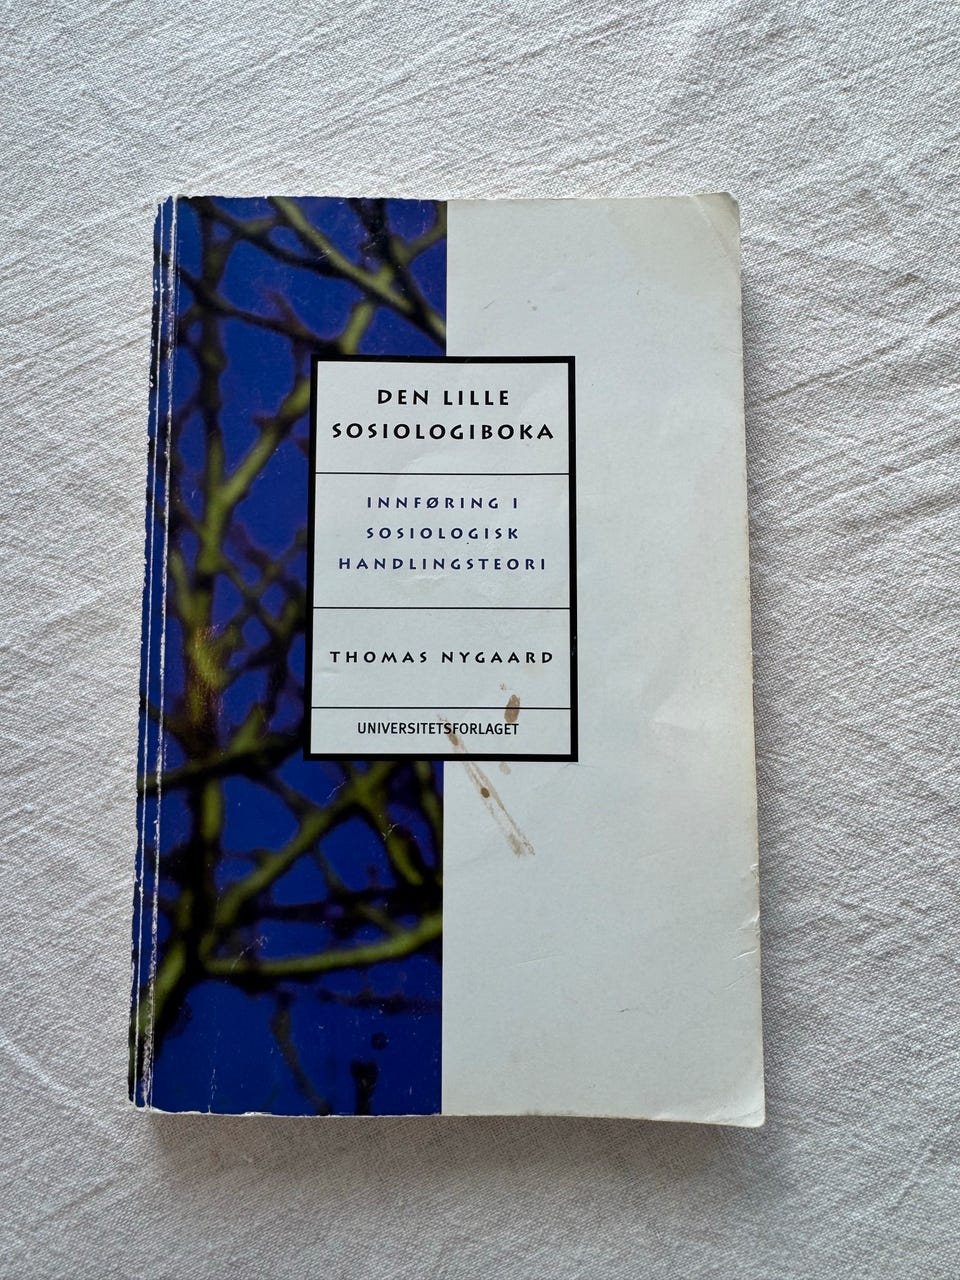 DEN LILLE
SOSIOLOGIBOKA
INNFØRING I
SOSIOLOGISK
HANDLINGSTEORI
THOMAS NYGAARD
UNIVERSITETSFORLAGET